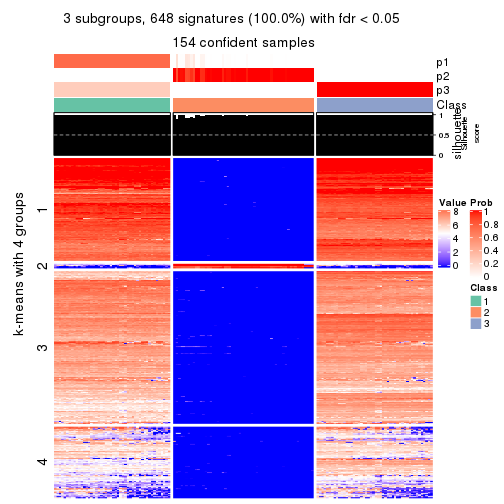 3 subgroups, 648 signatures (100.0%) with fdr < 0.05
154 confident samples
p1
p2
p3
Class
1
0.5
0
silhouette
Silhouette
score
k-means with 4 groups
1
2
3
4
Value
8
6
4
2
0
Prob
1
0.8
0.6
0.4
0.2
0
Class
1
2
3